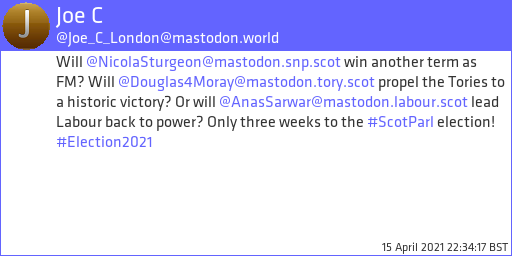 J
Joe C
@Joe_C_London@mastodon.world
Will @NicolaSturgeon@mastodon.snp.scot win another term as
FM? Will @Douglas4Moray@mastodon.tory.scot propel the Tories to
a historic victory? Or will @AnasSarwar@mastodon.labour.scot lead
Labour back to power? Only three weeks to the #ScotParl election!
#Election2021
15 April 2021 22:34:17 BST